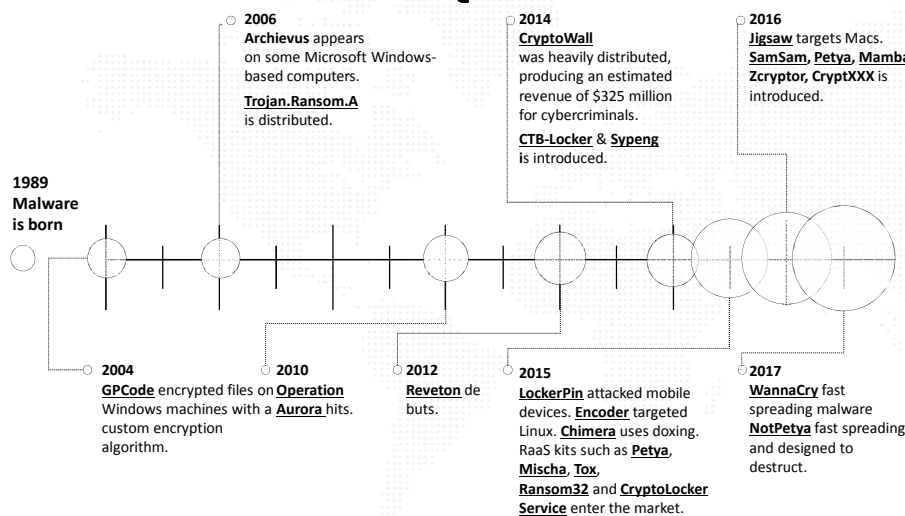 2006
Archievus appears
on some Microsoft Windows-
based computers.
Trojan.Ransom.A
is distributed.
2014
CryptoWall
was heavily distributed,
producing an estimated
revenue of $325 million
for cybercriminals.
CTB-Locker & Sypeng
is introduced.
2016
Jigsaw targets Macs.
SamSam, Petya, Mamba
Zcryptor, CryptXXX is
introduced.
1989
Malware
is born
2004
GPCode encrypted files on
Windows machines with a
custom encryption
algorithm.
2010
Operation
Aurora hits.
2012
Reveton de
buts.
2015
LockerPin attacked mobile
devices. Encoder targeted
Linux. Chimera uses doxing.
RaaS kits such as Petya,
Mischa, Tox,
Ransom32 and CryptoLocker
Service enter the market.
2017
WannaCry fast
spreading malware
NotPetya fast spreading
and designed to
destruct.